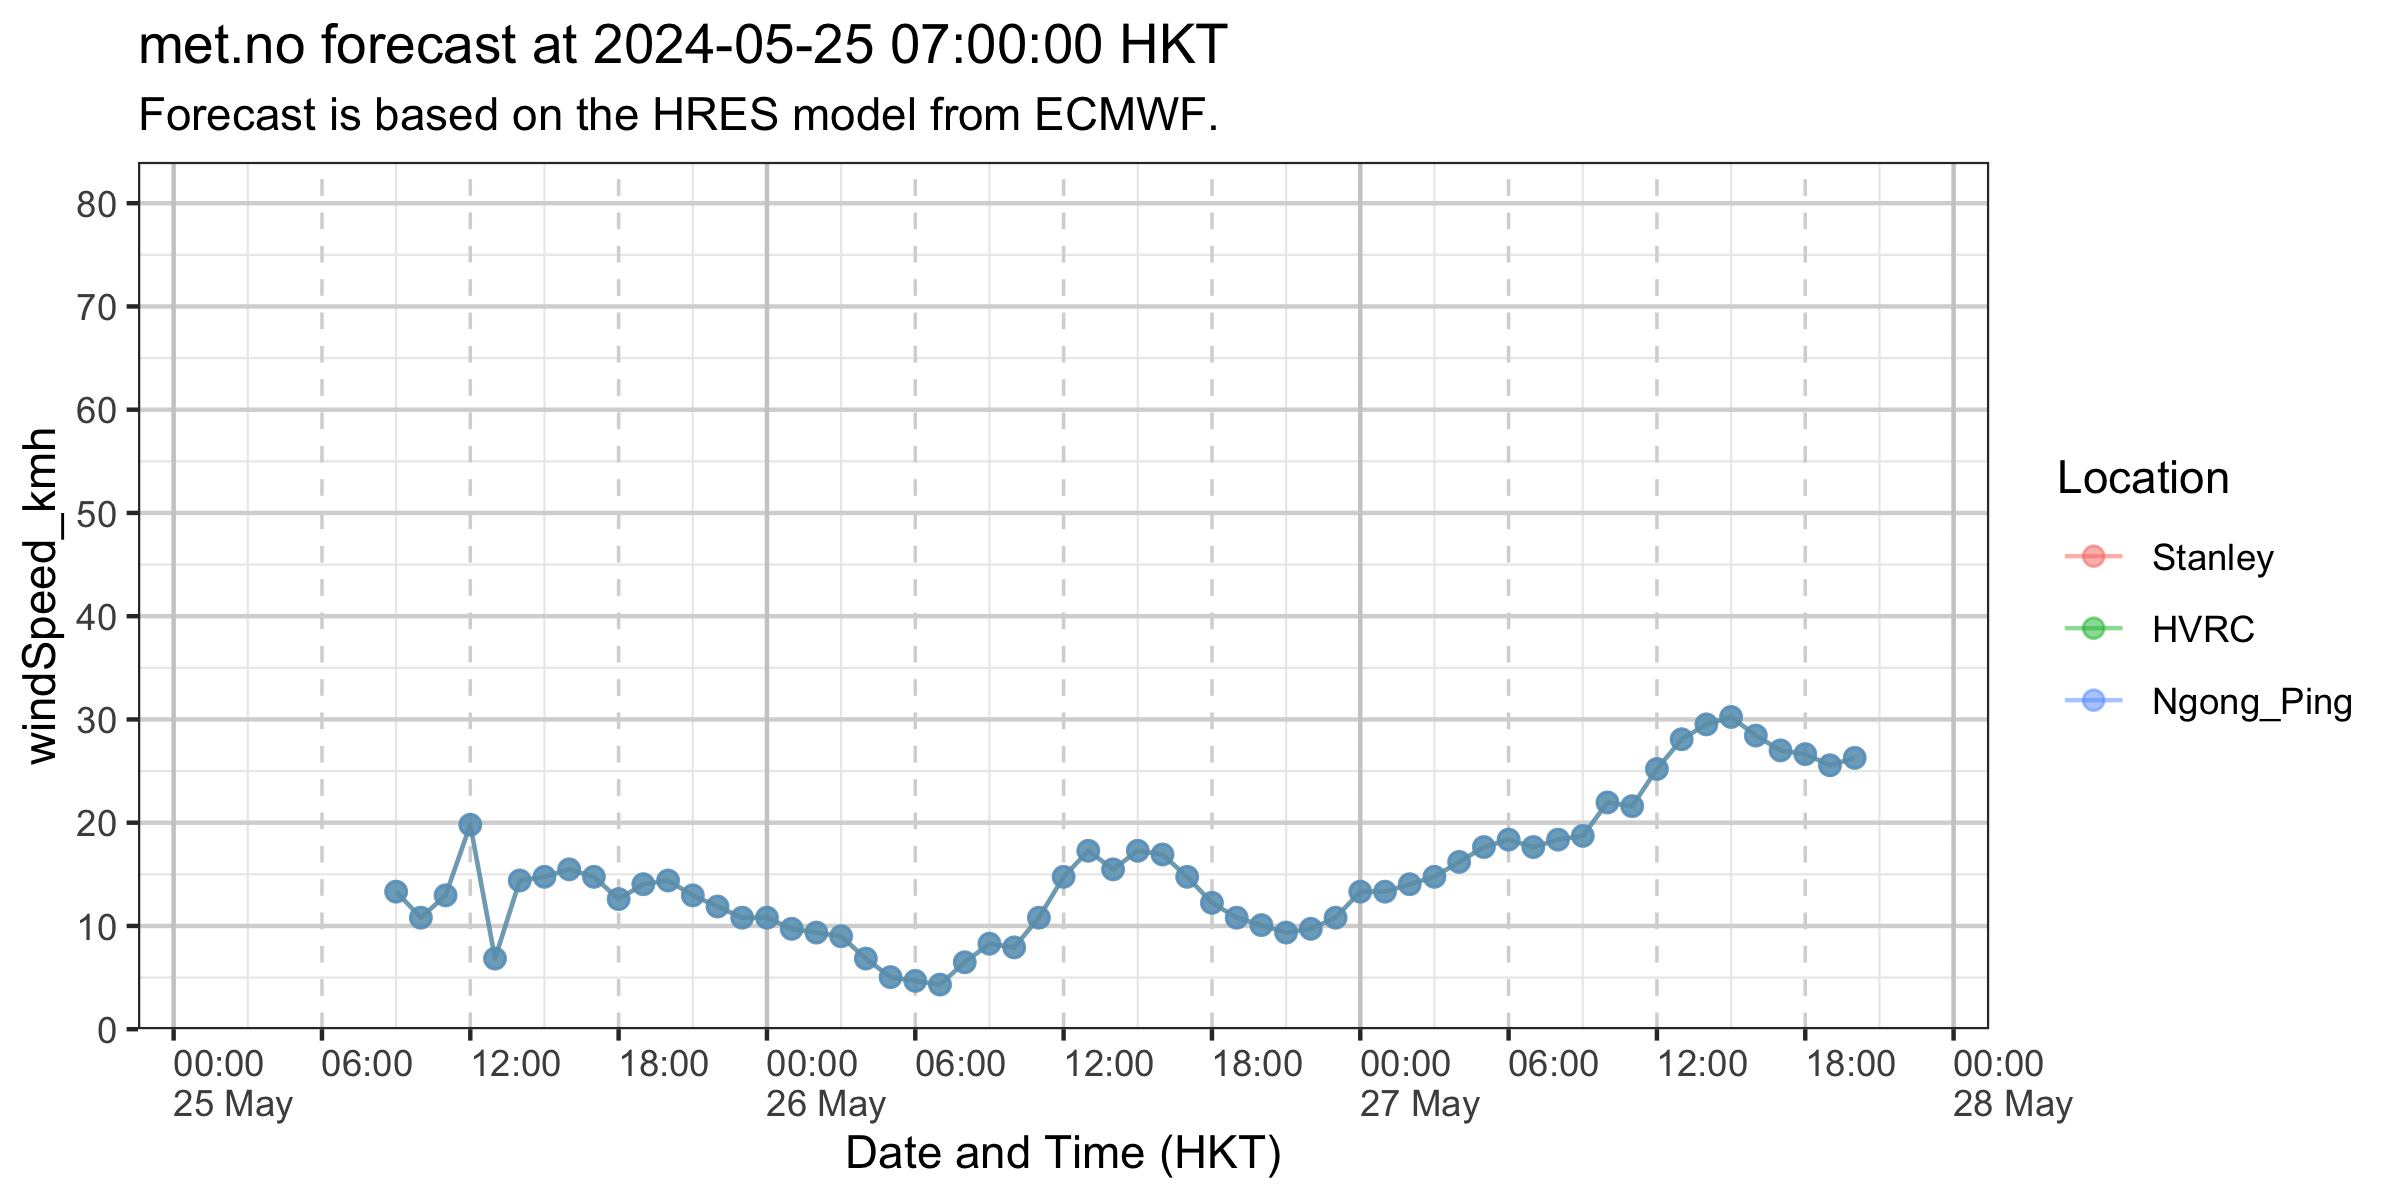 met.no forecast at 2024-05-25 07:00:00 HKT
Forecast is based on the HRES model from ECMWF.
windSpeed_kmh
80
70
60
50
40
30
20
10
0
00:00 06:00 12:00 18:00 00:00 06:00 12:00 18:00 00:00 06:00 12:00 18:00 00:00
25 May 26 May 27 May 28 May
Date and Time (HKT)
Location
Stanley
HVRC
Ngong_Ping